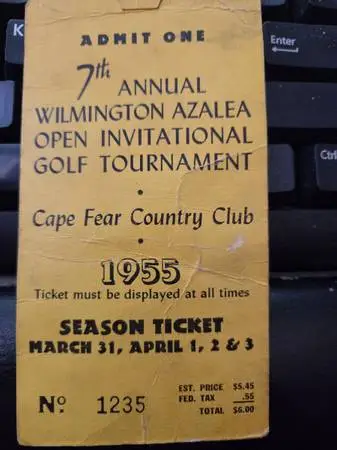 ADMIT ONE
7th ANNUAL
WILMINGTON AZALEA
OPEN INVITATIONAL
GOLF TOURNAMENT
•
Cape Fear Country Club
•
1955
Ticket must be displayed at all times
SEASON TICKET
MARCH 31, APRIL 1, 2 & 3
EST. PRICE $5.45
FED. TAX .55
TOTAL $6.00
Nº 1235
K
Enter
Ctrl